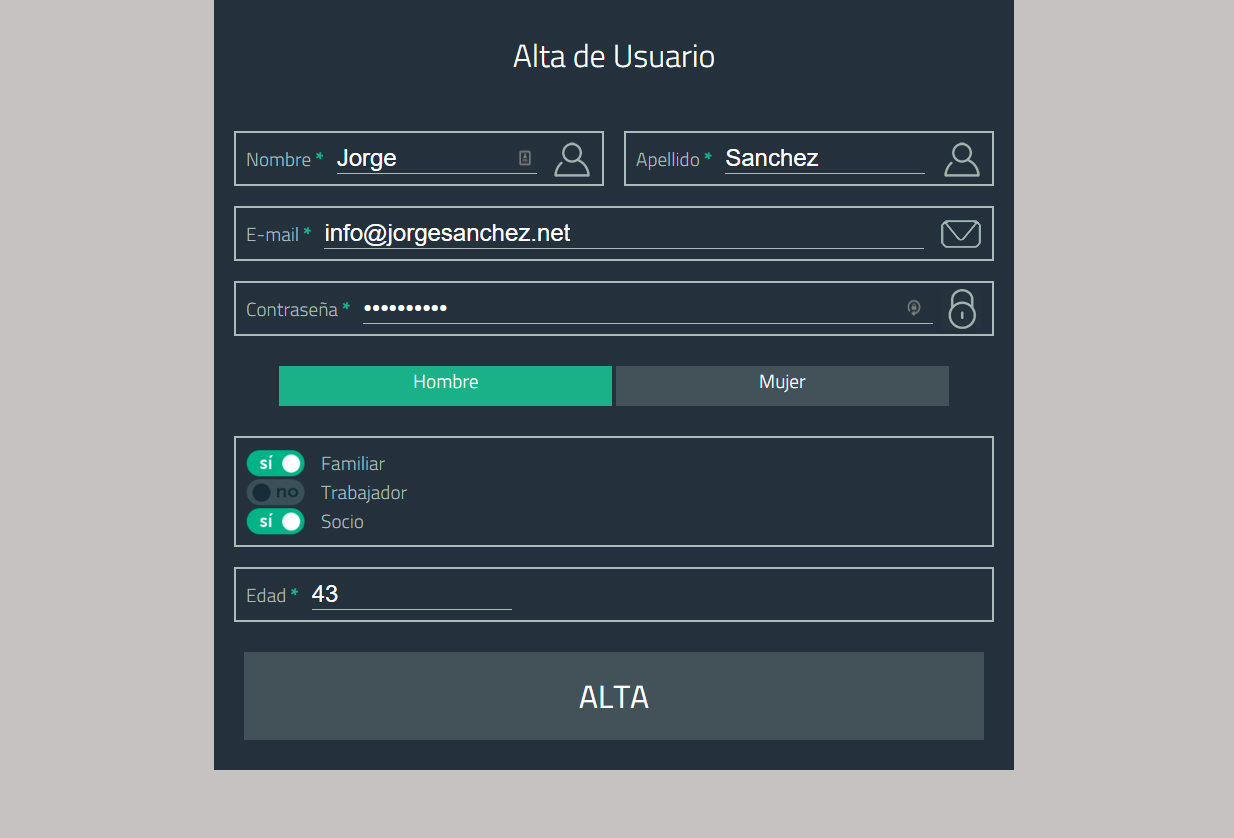 Alta de Usuario
Nombre * Jorge
Apellido * Sanchez
E-mail * info@jorgesanchez.net
Contraseña * ••••••••••
Hombre
Mujer
sí Familiar
no Trabajador
sí Socio
Edad * 43
ALTA